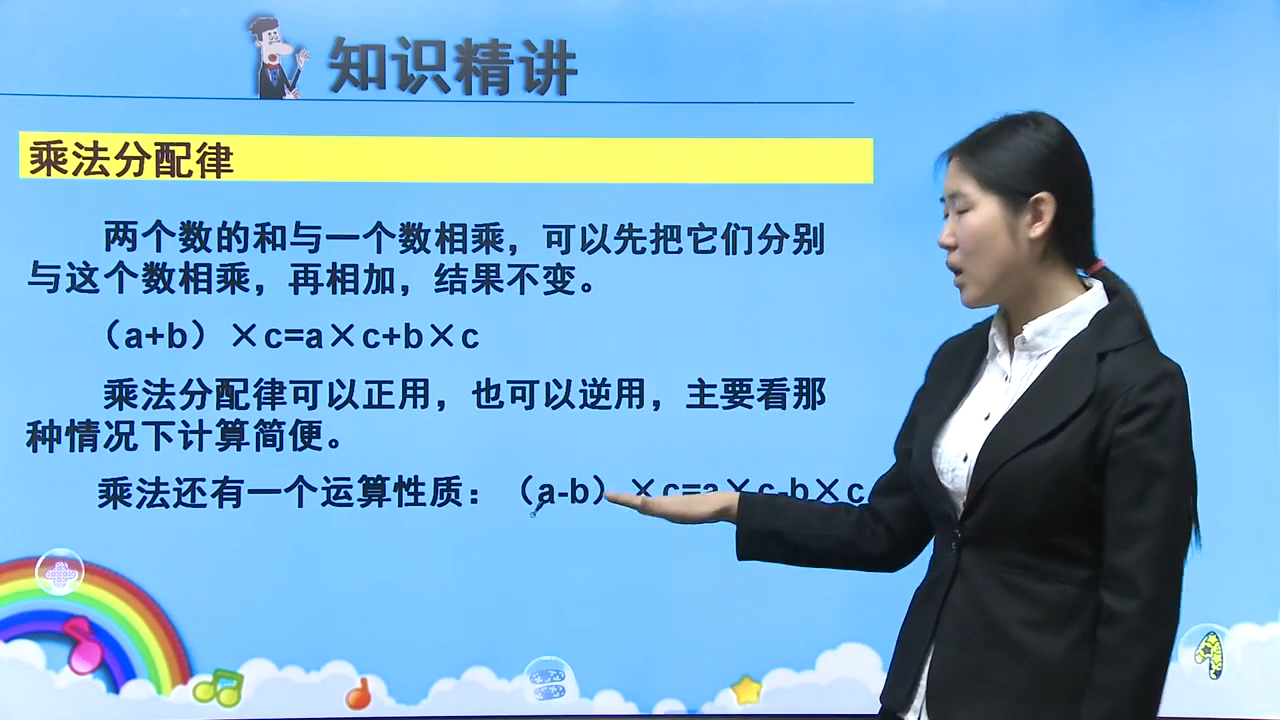 知识精讲
乘法分配律
两个数的和与一个数相乘，可以先把它们分别
与这个数相乘，再相加，结果不变。
（a+b）×c=a×c+b×c
乘法分配律可以正用，也可以逆用，主要看那
种情况下计算简便。
乘法还有一个运算性质：（a-b）×c=a×c-b×c